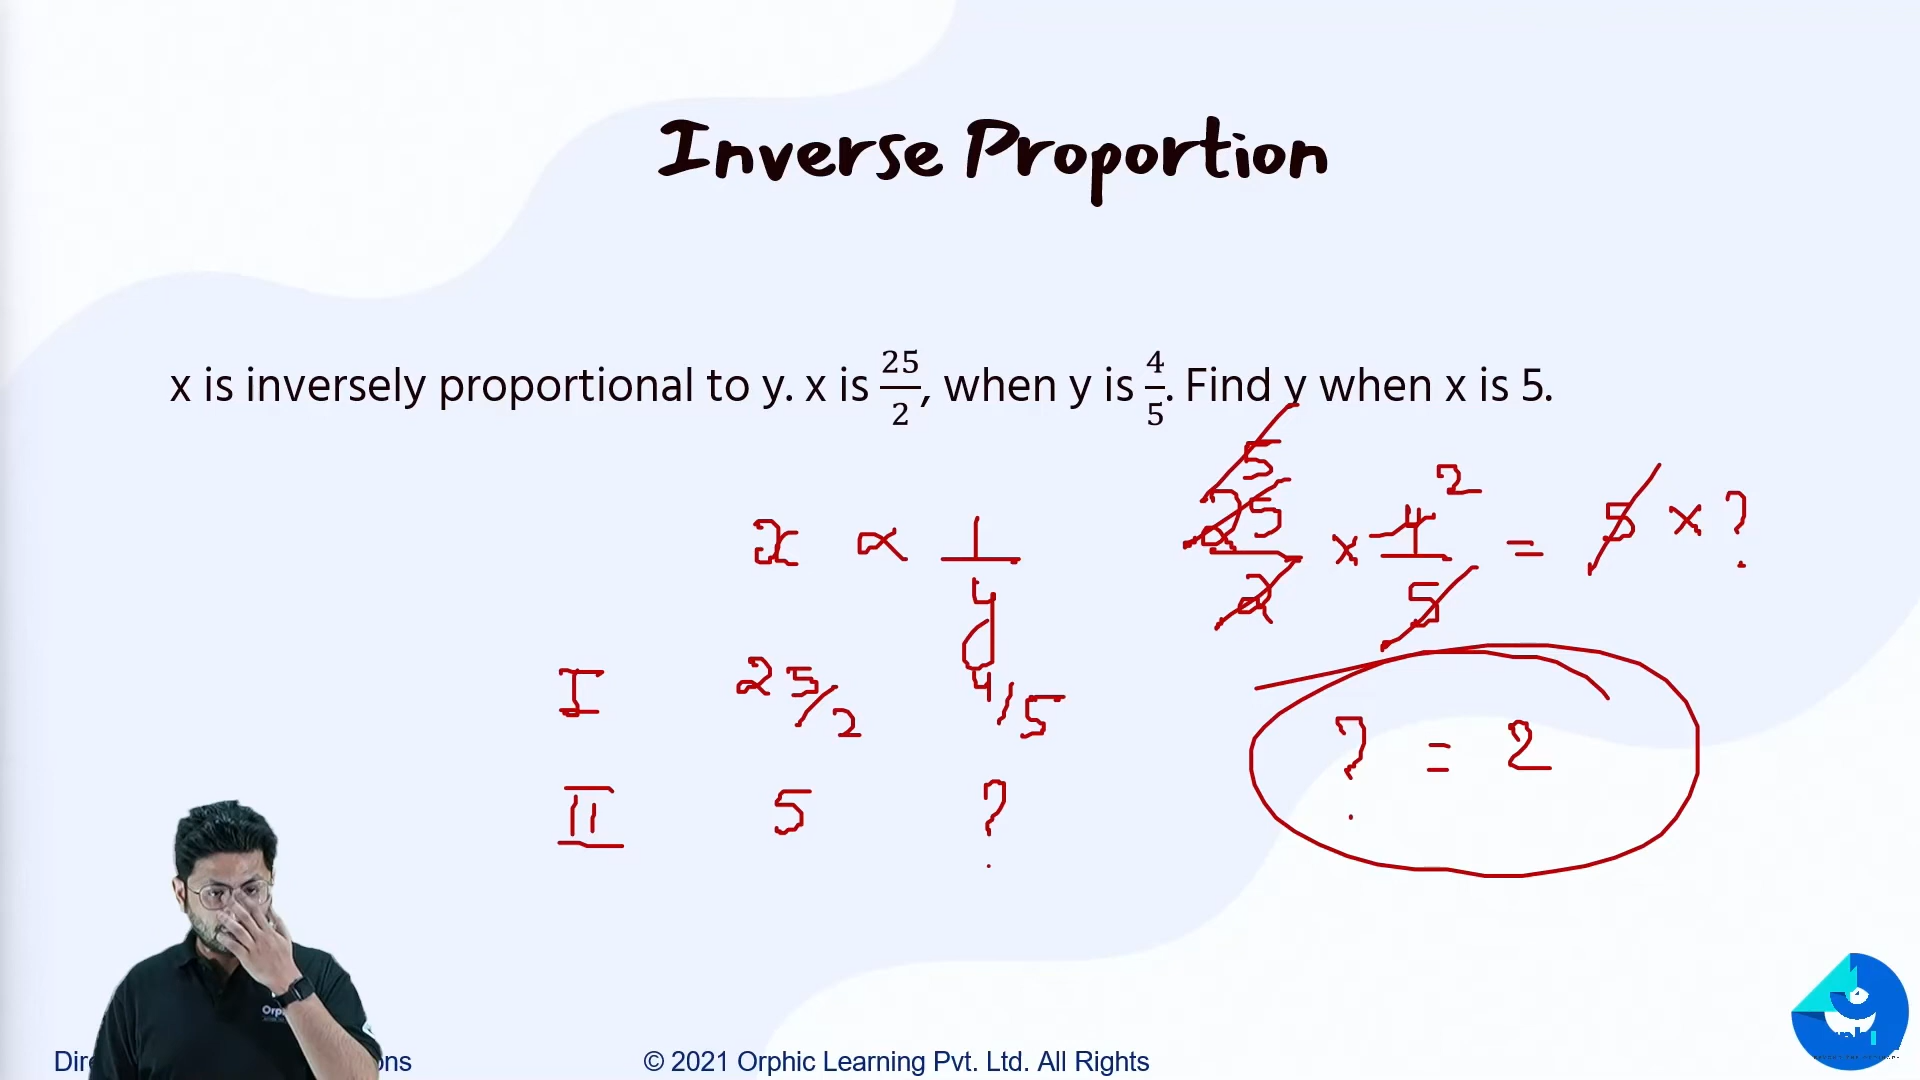 Inverse Proportion
x is inversely proportional to y. x is 25/2, when y is 4/5. Find y when x is 5.
x ∝ 1/y
I 25/2 4/5
II 5 ?
5
25/2 × 4/5 = 5 × ?
2
? = 2
© 2021 Orphic Learning Pvt. Ltd. All Rights